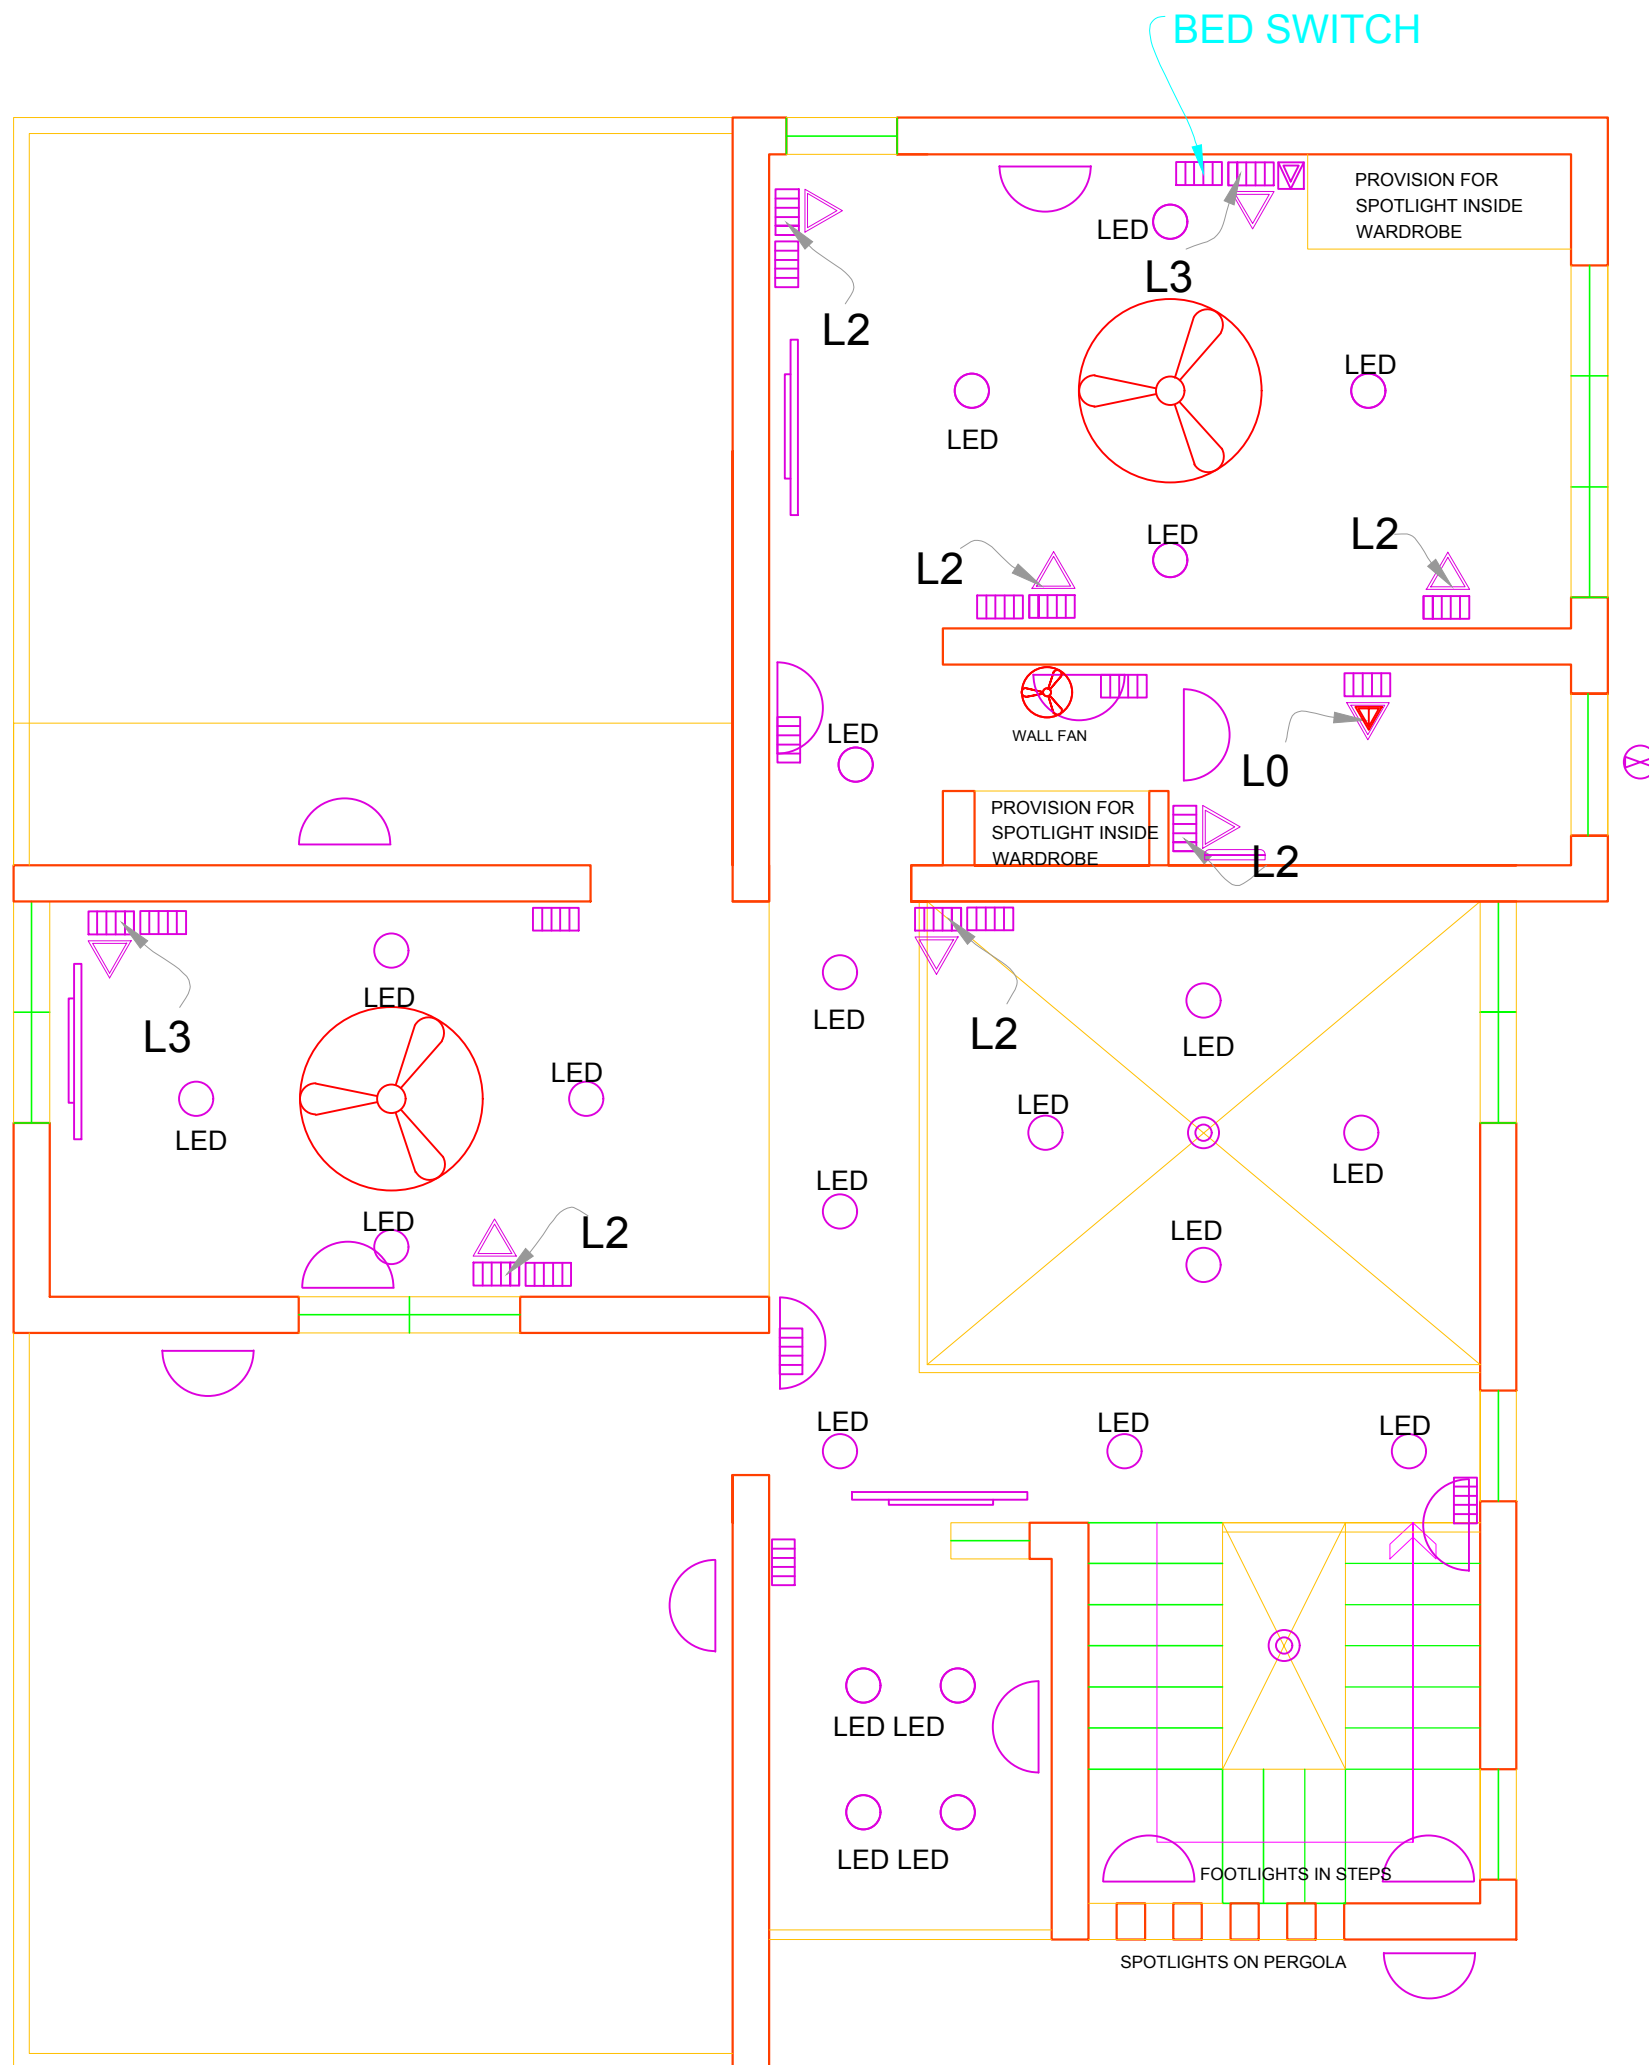 BED SWITCH
PROVISION FOR
SPOTLIGHT INSIDE
WARDROBE
LED
L3
L2
LED
LED
LED
L2
L2
LED
WALL FAN
L0
PROVISION FOR
SPOTLIGHT INSIDE
WARDROBE
L2
LED
L3
LED
L2
LED
LED
LED
LED
LED
LED
LED
LED
L2
LED
LED
LED
LED
LED
LED LED
LED LED
FOOTLIGHTS IN STEPS
SPOTLIGHTS ON PERGOLA